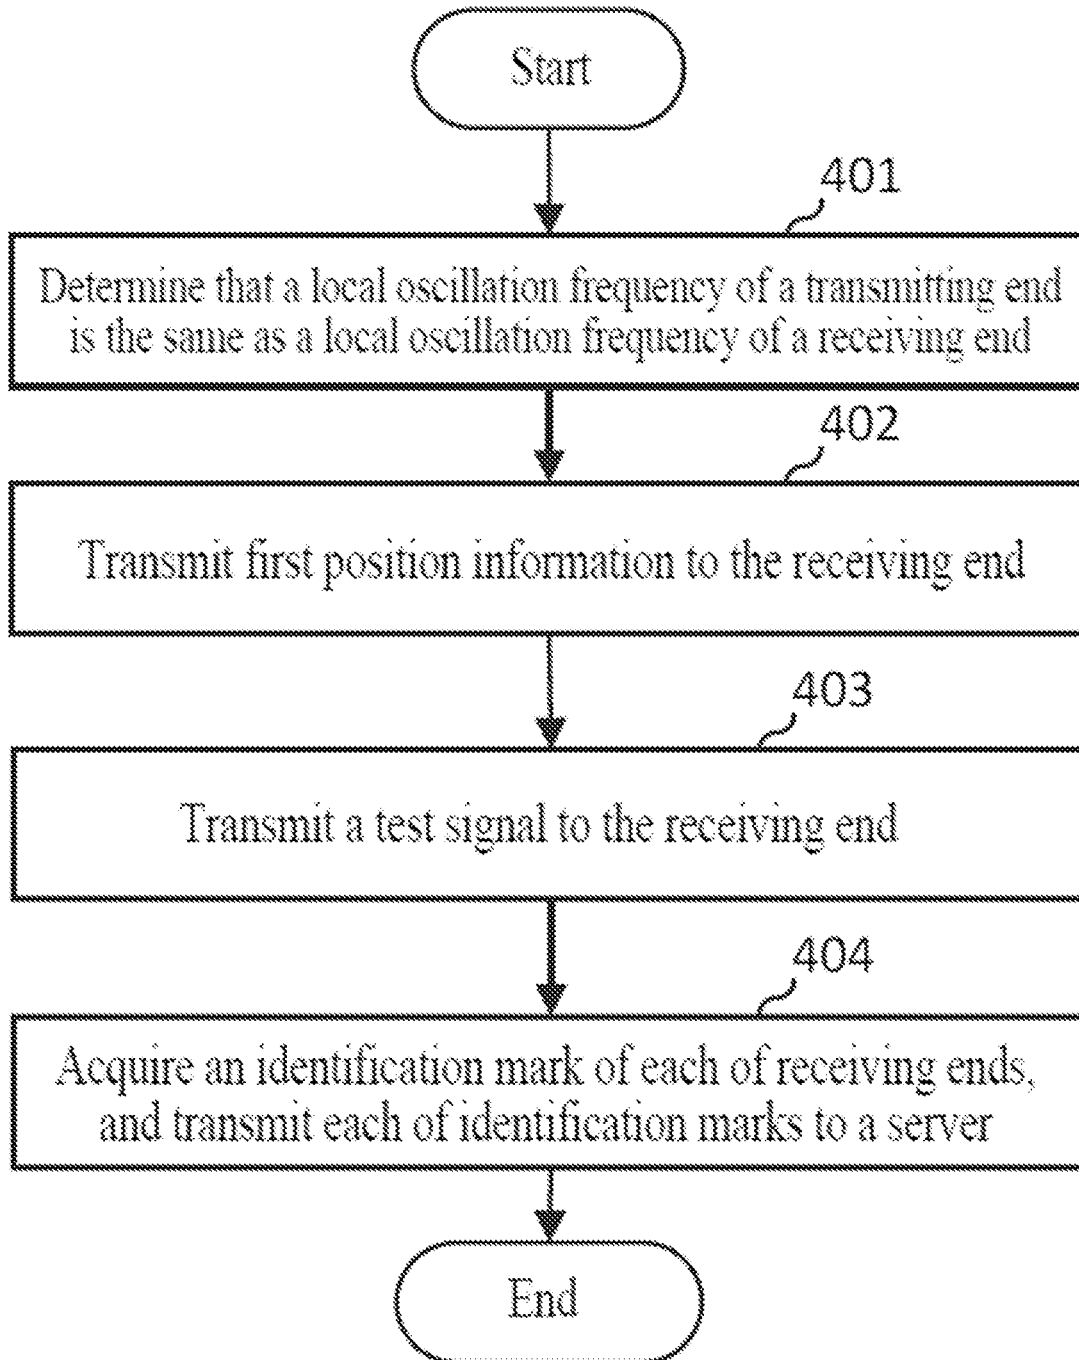 Start
401
Determine that a local oscillation frequency of a transmitting end
is the same as a local oscillation frequency of a receiving end
402
Transmit first position information to the receiving end
403
Transmit a test signal to the receiving end
404
Acquire an identification mark of each of receiving ends,
and transmit each of identification marks to a server
End